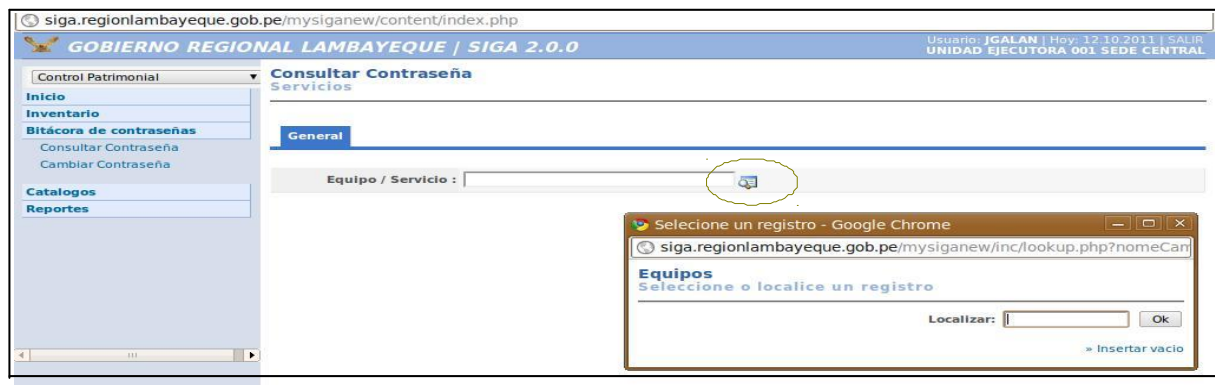 siga.regionlambayeque.gob.pe/mysiganew/content/index.php
GOBIERNO REGIONAL LAMBAYEQUE | SIGA 2.0.0
Usuario: JGALAN | Hoy: 12.10.2011 | SALIR
UNIDAD EJECUTORA 001 SEDE CENTRAL
Control Patrimonial
Inicio
Inventario
Bitácora de contraseñas
Consultar Contraseña
Cambiar Contraseña
Catalogos
Reportes
Consultar Contraseña
Servicios
General
Equipo / Servicio :
Selecione un registro - Google Chrome
siga.regionlambayeque.gob.pe/mysiganew/inc/lookup.php?nomeCam
Equipos
Seleccione o localice un registro
Localizar:
Ok
» Insertar vacio